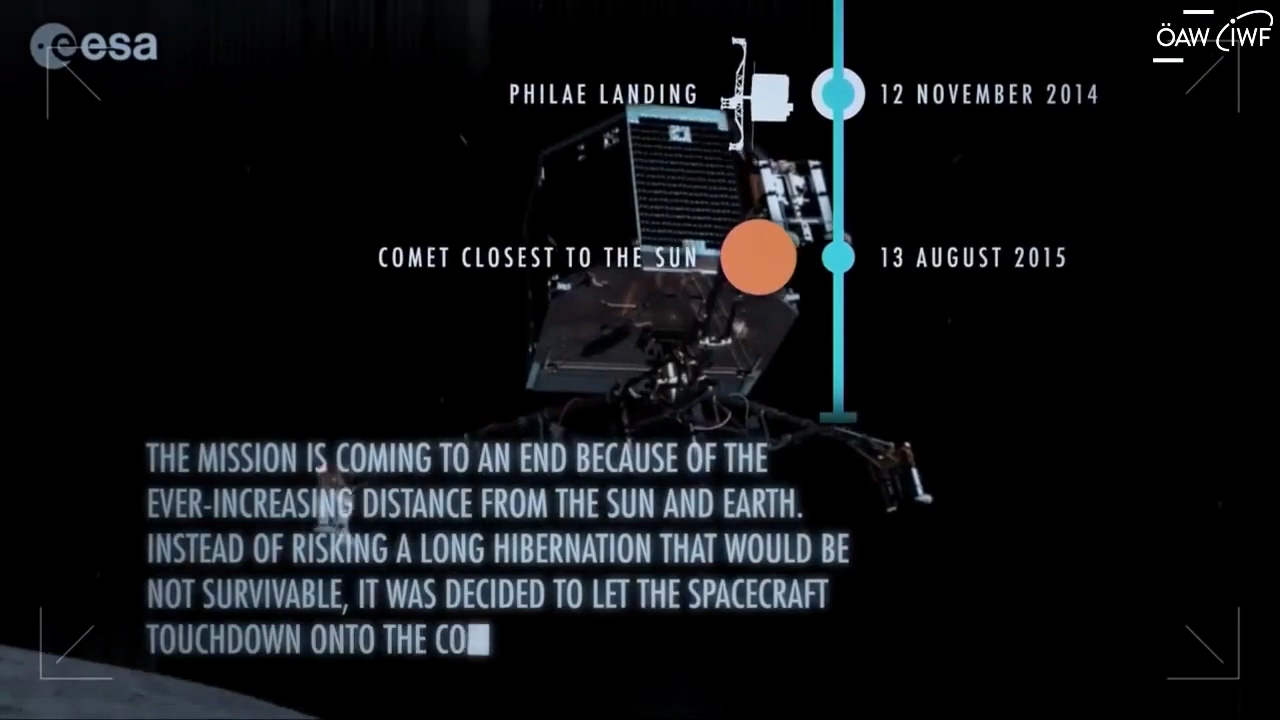 esa
ÖAW IWF
PHILAE LANDING 12 NOVEMBER 2014
COMET CLOSEST TO THE SUN 13 AUGUST 2015
THE MISSION IS COMING TO AN END BECAUSE OF THE
EVER-INCREASING DISTANCE FROM THE SUN AND EARTH.
INSTEAD OF RISKING A LONG HIBERNATION THAT WOULD BE
NOT SURVIVABLE, IT WAS DECIDED TO LET THE SPACECRAFT
TOUCHDOWN ONTO THE CO